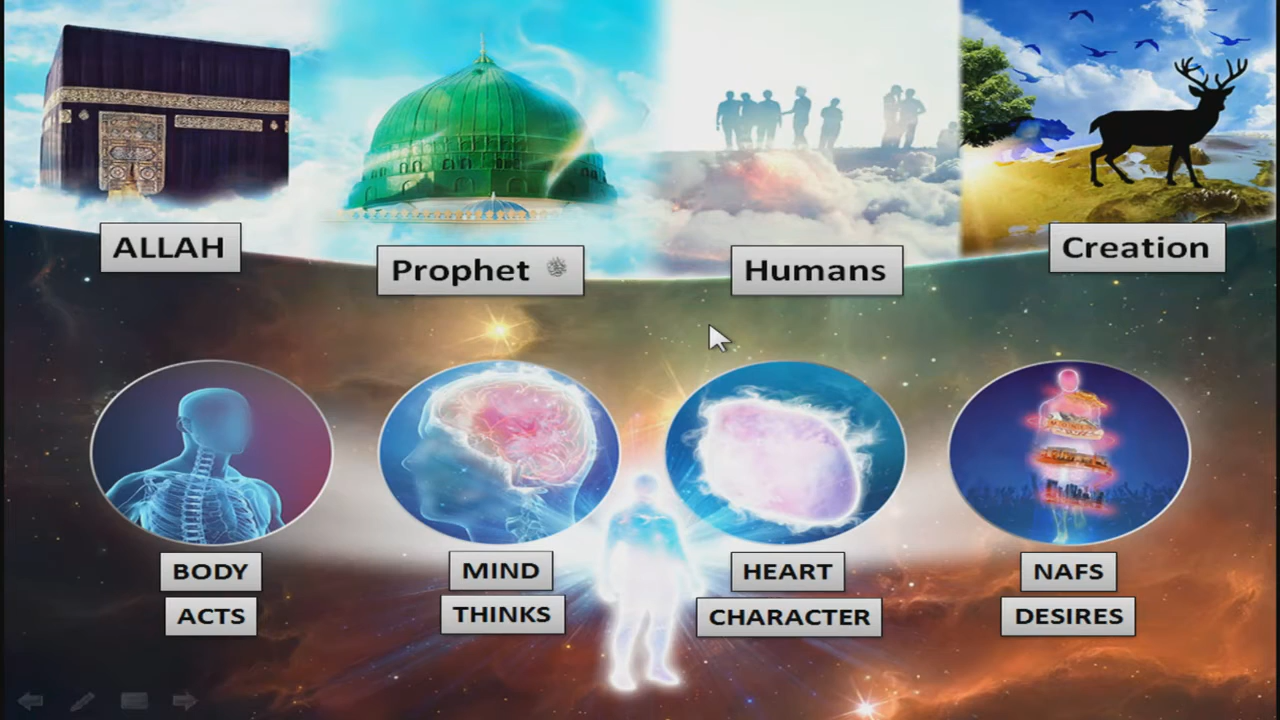 ALLAH
Prophet ﷺ
Humans
Creation
BODY
MIND
HEART
NAFS
ACTS
THINKS
CHARACTER
DESIRES